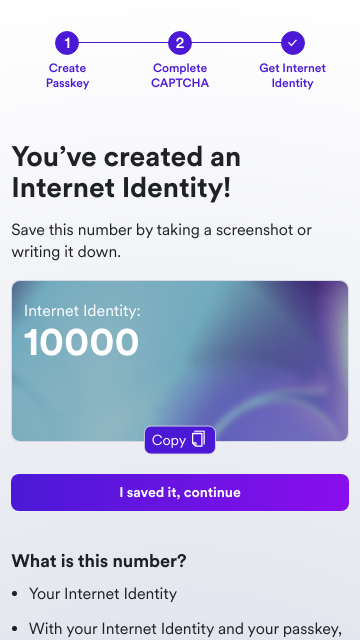 1
2
Create
Passkey
Complete
CAPTCHA
Get Internet
Identity
You’ve created an
Internet Identity!
Save this number by taking a screenshot or
writing it down.
Internet Identity:
10000
Copy
I saved it, continue
What is this number?
• Your Internet Identity
• With your Internet Identity and your passkey,